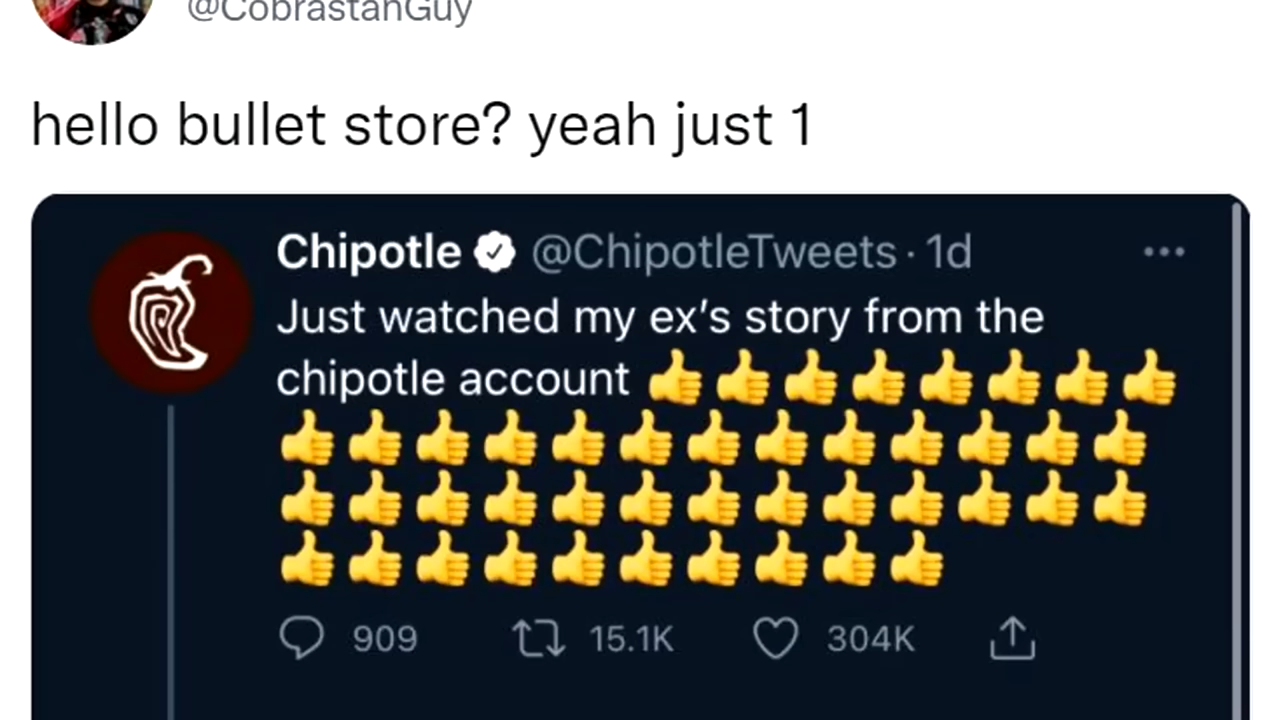 @CobrastanGuy
hello bullet store? yeah just 1
Chipotle @ChipotleTweets · 1d
Just watched my ex’s story from the
chipotle account 👍👍👍👍👍👍👍👍
👍👍👍👍👍👍👍👍👍👍👍👍👍
👍👍👍👍👍👍👍👍👍👍👍👍👍
👍👍👍👍👍👍👍👍👍👍
909 15.1K 304K